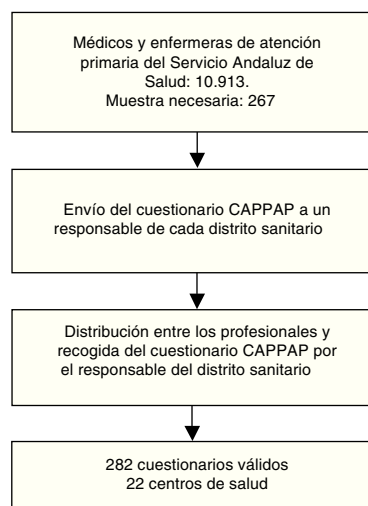 Médicos y enfermeras de atención
primaria del Servicio Andaluz de
Salud: 10.913.
Muestra necesaria: 267
Envío del cuestionario CAPPAP a un
responsable de cada distrito sanitario
Distribución entre los profesionales y
recogida del cuestionario CAPPAP por
el responsable del distrito sanitario
282 cuestionarios válidos
22 centros de salud